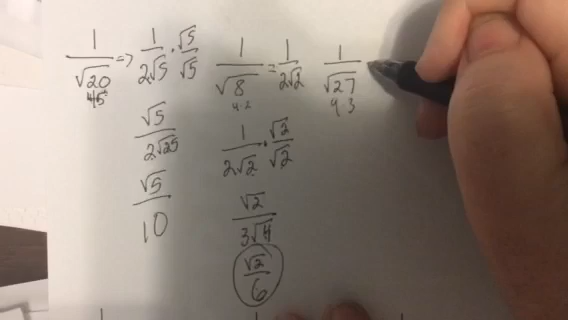 1/√20 => 1/2√5 · √5/√5
4·5
√5/2√25
√5/10
1/√8 = 1/2√2
4·2
1/2√2 · √2/√2
√2/3√4
√2/6
1/√27
9·3